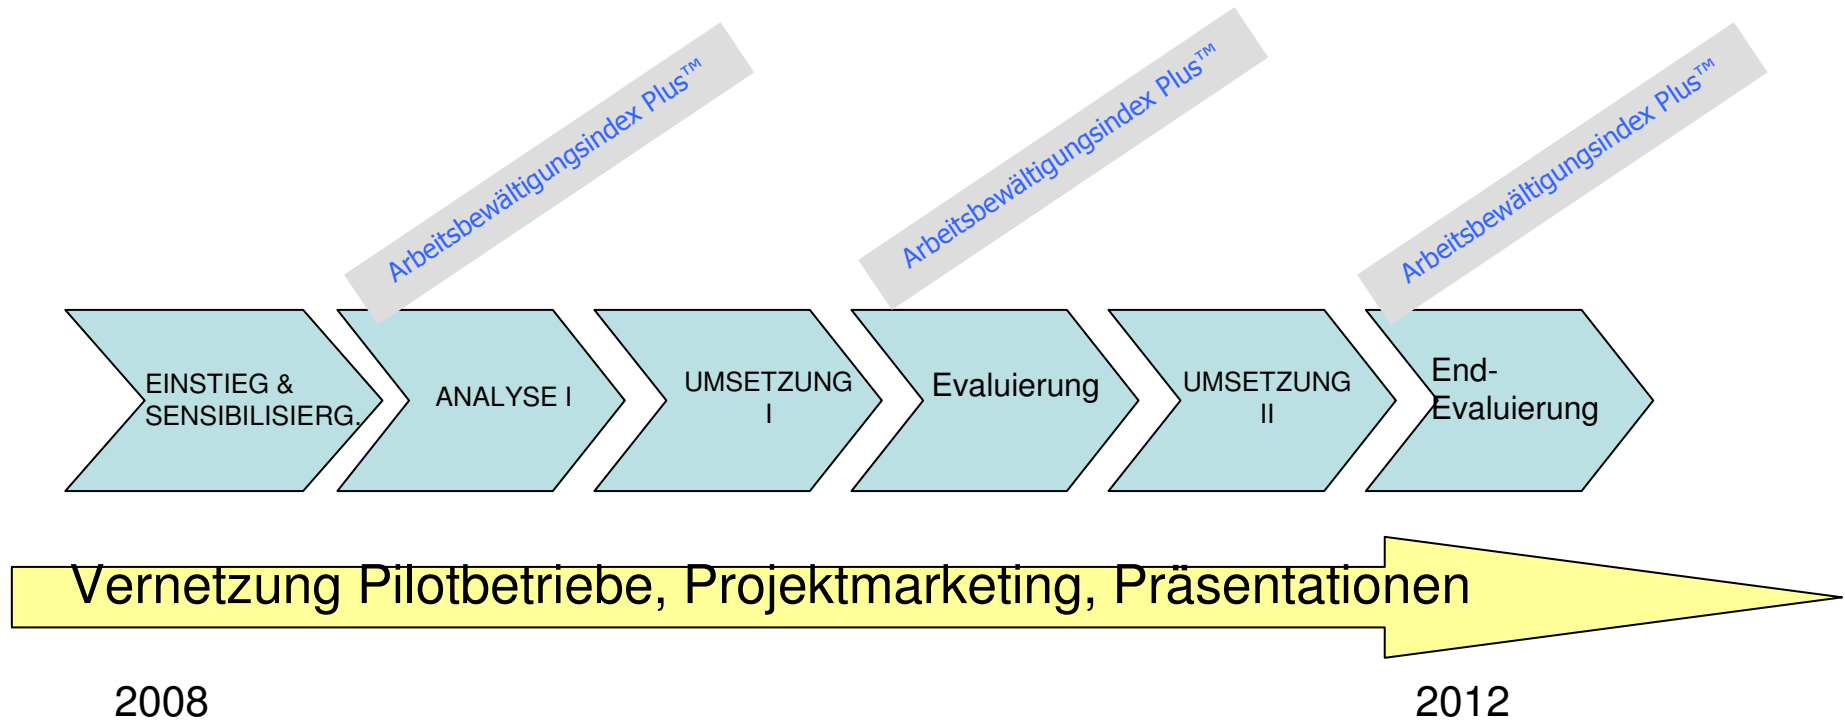 Arbeitsbewältigungsindex Plus™
Arbeitsbewältigungsindex Plus™
Arbeitsbewältigungsindex Plus™
EINSTIEG &
SENSIBILISIERG.
ANALYSE I
UMSETZUNG
I
Evaluierung
UMSETZUNG
II
End-
Evaluierung
Vernetzung Pilotbetriebe, Projektmarketing, Präsentationen
2008
2012